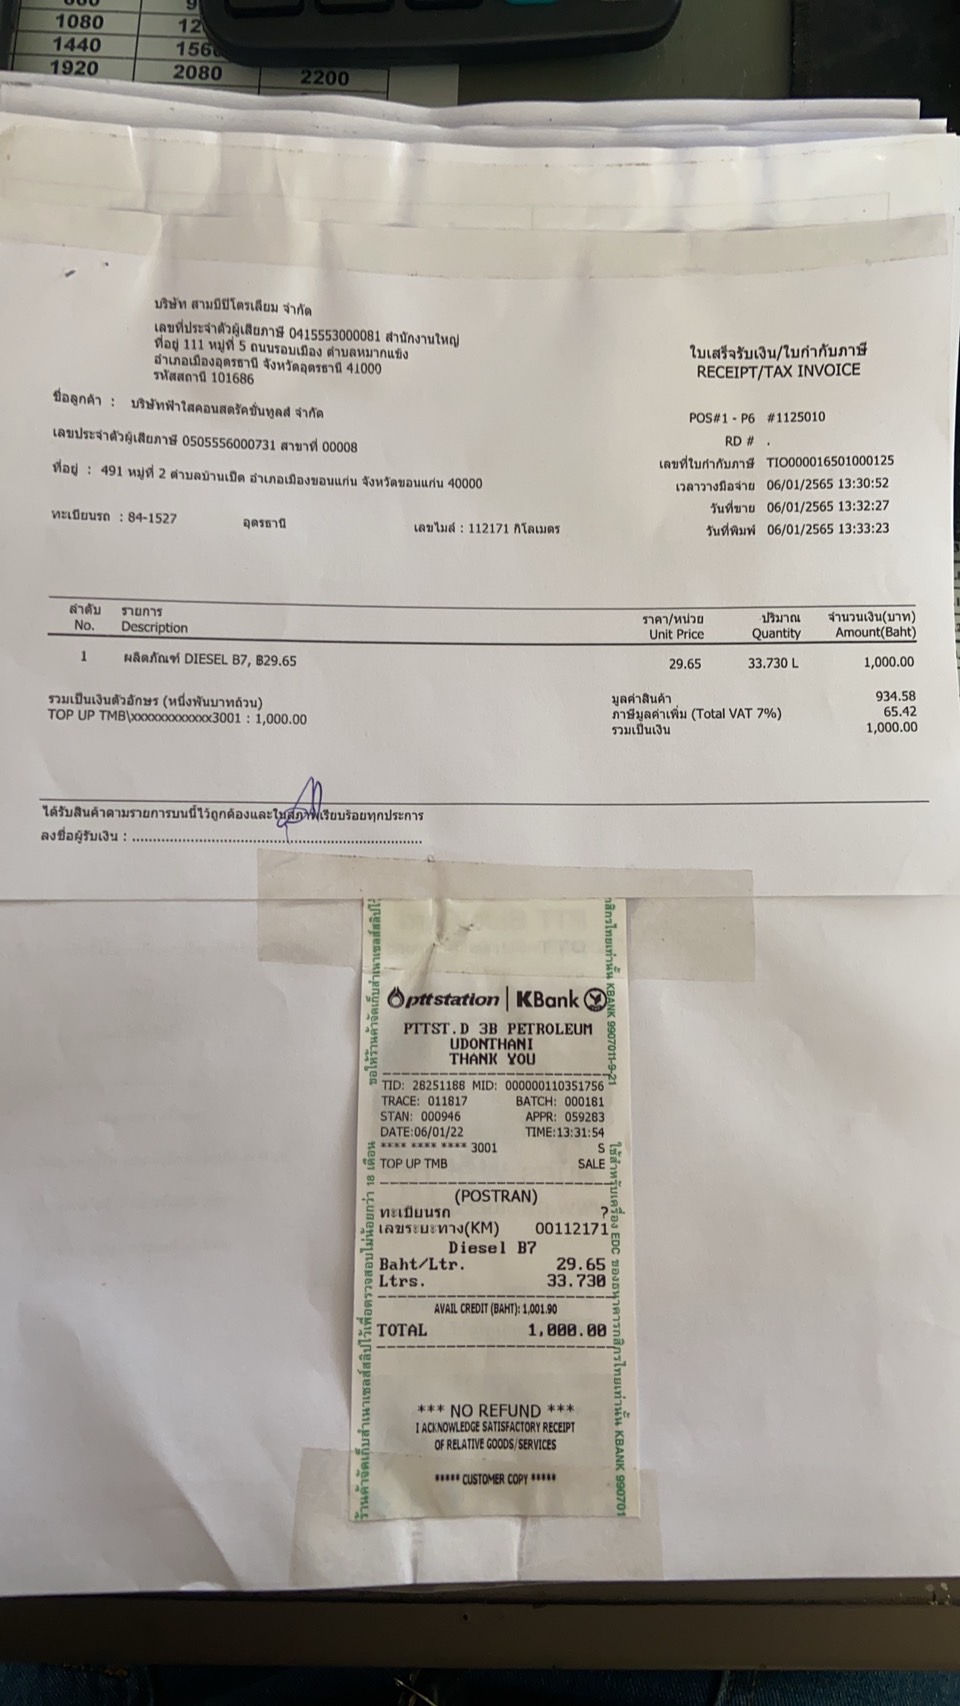 1080
1440
1920
2080
2200
บริษัท สามบีปิโตรเลียม จำกัด
เลขที่ประจำตัวผู้เสียภาษี 0415553000081 สำนักงานใหญ่
ที่อยู่ 111 หมู่ที่ 5 ถนนรอบเมือง ตำบลหมากแข้ง
อำเภอเมืองอุดรธานี จังหวัดอุดรธานี 41000
รหัสสถานี 101686
ใบเสร็จรับเงิน/ใบกำกับภาษี
RECEIPT/TAX INVOICE
ชื่อลูกค้า : บริษัทฟ้าใสคอนสตรัคชั่นทูลส์ จำกัด
เลขประจำตัวผู้เสียภาษี 0505556000731 สาขาที่ 00008
ที่อยู่ : 491 หมู่ที่ 2 ตำบลบ้านเป็ด อำเภอเมืองขอนแก่น จังหวัดขอนแก่น 40000
ทะเบียนรถ : 84-1527 อุดรธานี เลขไมล์ : 112171 กิโลเมตร
POS#1 - P6 #1125010
RD # .
เลขที่ใบกำกับภาษี TIO000016501000125
เวลาวางมือจ่าย 06/01/2565 13:30:52
วันที่ขาย 06/01/2565 13:32:27
วันที่พิมพ์ 06/01/2565 13:33:23
ลำดับ รายการ ราคา/หน่วย ปริมาณ จำนวนเงิน(บาท)
No. Description Unit Price Quantity Amount(Baht)
1 ผลิตภัณฑ์ DIESEL B7, ฿29.65 29.65 33.730 L 1,000.00
รวมเป็นเงินตัวอักษร (หนึ่งพันบาทถ้วน) มูลค่าสินค้า 934.58
TOP UP TMB\xxxxxxxxxxxx3001 : 1,000.00 ภาษีมูลค่าเพิ่ม (Total VAT 7%) 65.42
รวมเป็นเงิน 1,000.00
ได้รับสินค้าตามรายการบนนี้ไว้ถูกต้องและในสภาพเรียบร้อยทุกประการ
ลงชื่อผู้รับเงิน : ......................................................................
pttstation | KBank
PTTST.D 3B PETROLEUM
UDONTHANI
THANK YOU
TID: 28251188 MID: 000000110351756
TRACE: 011817 BATCH: 000181
STAN: 000946 APPR: 059283
DATE:06/01/22 TIME:13:31:54
**** **** **** 3001 S
TOP UP TMB SALE
(POSTRAN)
ทะเบียนรถ ?
เลขระยะทาง(KM) 00112171
Diesel B7
Baht/Ltr. 29.65
Ltrs. 33.730
AVAIL CREDIT (BAHT): 1,001.90
TOTAL 1,000.00
*** NO REFUND ***
I ACKNOWLEDGE SATISFACTORY RECEIPT
OF RELATIVE GOODS/SERVICES
***** CUSTOMER COPY *****
ขอให้ร้านค้าจัดเก็บสำเนาเซลส์สลิปไว้
ร้านค้าจัดเก็บสำเนาเซลส์สลิปไว้เพื่อตรวจสอบไม่น้อยกว่า 18 เดือน
กสิกรไทยเท่านั้น KBANK 9907011-9-21
ใช้สำหรับเครื่อง EDC ของธนาคารกสิกรไทยเท่านั้น KBANK 990701